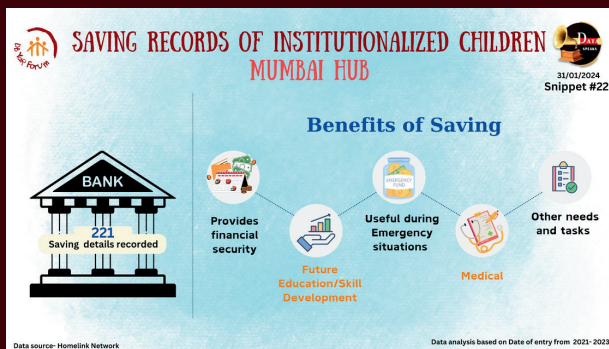 SAVING RECORDS OF INSTITUTIONALIZED CHILDREN
MUMBAI HUB
DATA
SPEAKS
31/01/2024
Snippet #22
Benefits of Saving
BANK
221
Saving details recorded
Provides
financial
security
Future
Education/Skill
Development
EMERGENCY
FUND
Useful during
Emergency
situations
Medical
Other needs
and tasks
Data source- Homelink Network
Data analysis based on Date of entry from 2021- 2023